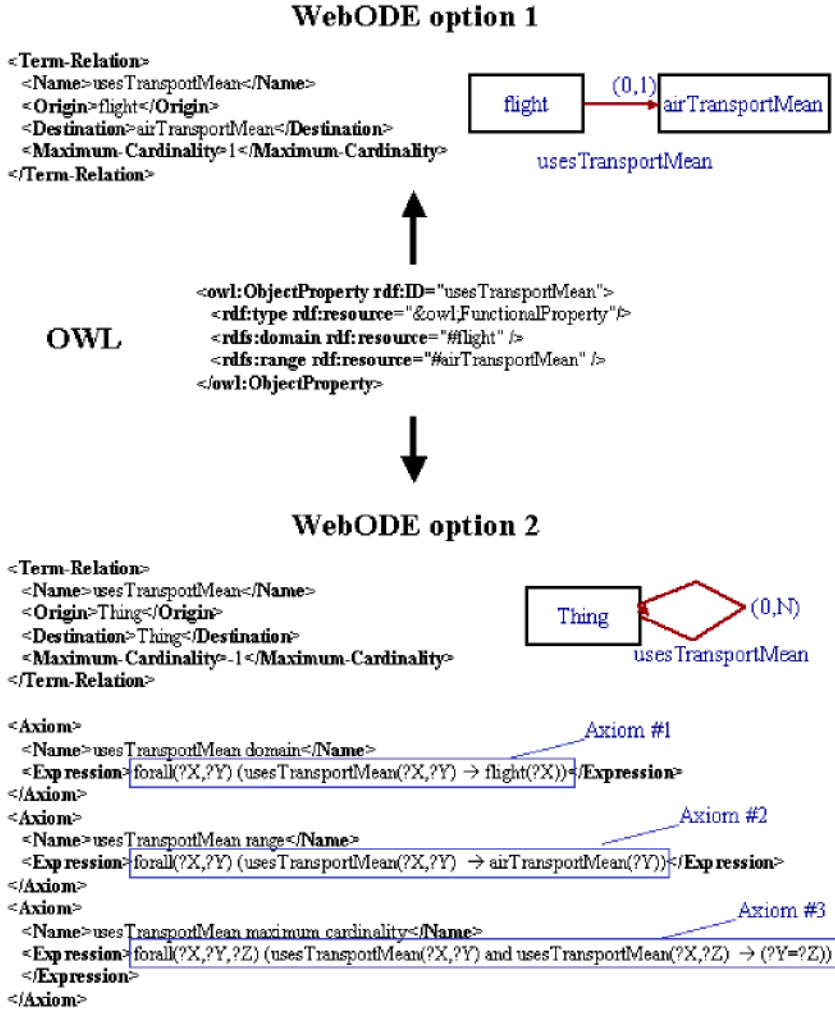 WebODE option 1
<Term-Relation>
<Name>usesTransportMean</Name>
<Origin>flight</Origin>
<Destination>airTransportMean</Destination>
<Maximum-Cardinality>1</Maximum-Cardinality>
</Term-Relation>
flight
(0,1)
airTransportMean
usesTransportMean
OWL
<owl:ObjectProperty rdf:ID="usesTransportMean">
<rdf:type rdf:resource="&owl;FunctionalProperty"/>
<rdfs:domain rdf:resource="#flight" />
<rdfs:range rdf:resource="#airTransportMean" />
</owl:ObjectProperty>
WebODE option 2
<Term-Relation>
<Name>usesTransportMean</Name>
<Origin>Thing</Origin>
<Destination>Thing</Destination>
<Maximum-Cardinality>-1</Maximum-Cardinality>
</Term-Relation>
Thing
(0,N)
usesTransportMean
<Axiom>
Axiom #1
<Name>usesTransportMean domain</Name>
<Expression>forall(?X,?Y) (usesTransportMean(?X,?Y) → flight(?X))</Expression>
</Axiom>
<Axiom>
Axiom #2
<Name>usesTransportMean range</Name>
<Expression>forall(?X,?Y) (usesTransportMean(?X,?Y) → airTransportMean(?Y))</Expression>
</Axiom>
<Axiom>
Axiom #3
<Name>usesTransportMean maximum cardinality</Name>
<Expression>forall(?X,?Y,?Z) (usesTransportMean(?X,?Y) and usesTransportMean(?X,?Z) → (?Y=?Z))
</Expression>
</Axiom>